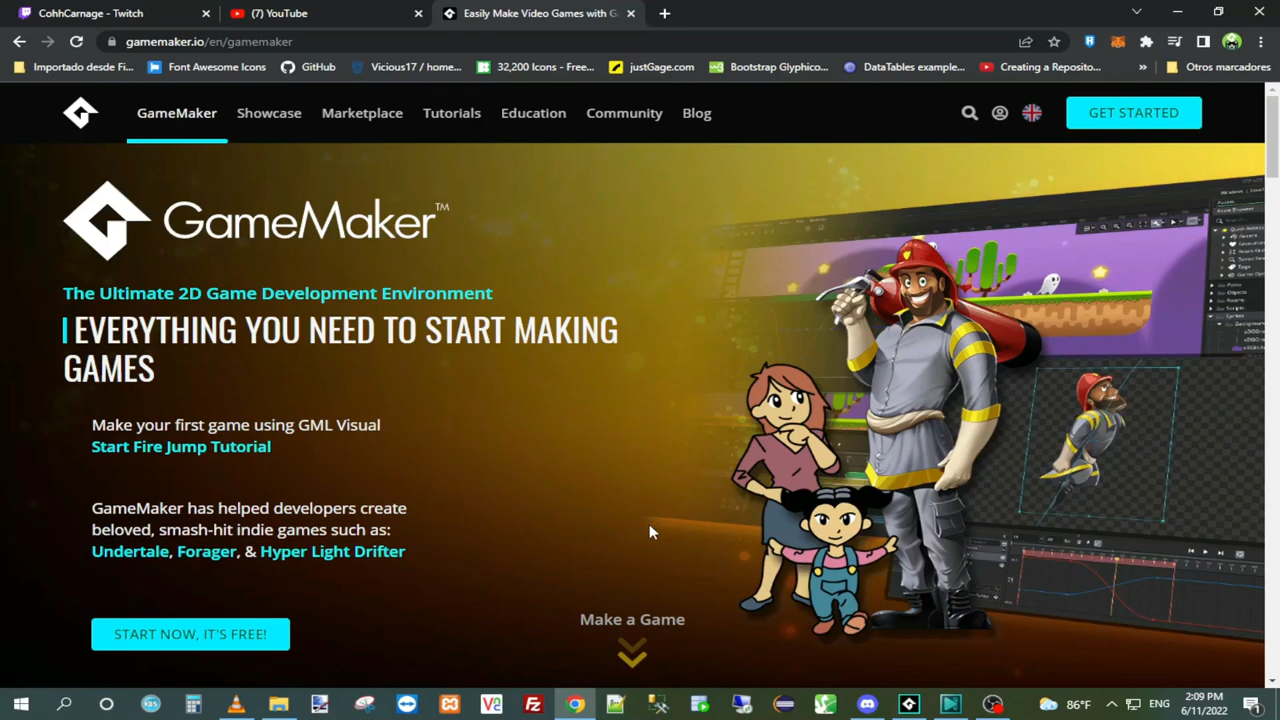 CohhCarnage - Twitch
(7) YouTube
Easily Make Video Games with G
gamemaker.io/en/gamemaker
Importado desde Fi...
Font Awesome Icons
GitHub
Vicious17 / home...
32,200 Icons - Free...
justGage.com
Bootstrap Glyphico...
DataTables example...
Creating a Reposito...
»
Otros marcadores
GameMaker
Showcase
Marketplace
Tutorials
Education
Community
Blog
GET STARTED
GameMaker™
The Ultimate 2D Game Development Environment
EVERYTHING YOU NEED TO START MAKING
GAMES
Make your first game using GML Visual
Start Fire Jump Tutorial
GameMaker has helped developers create
beloved, smash-hit indie games such as:
Undertale, Forager, & Hyper Light Drifter
START NOW, IT'S FREE!
Make a Game
86°F
ENG
2:09 PM
6/11/2022